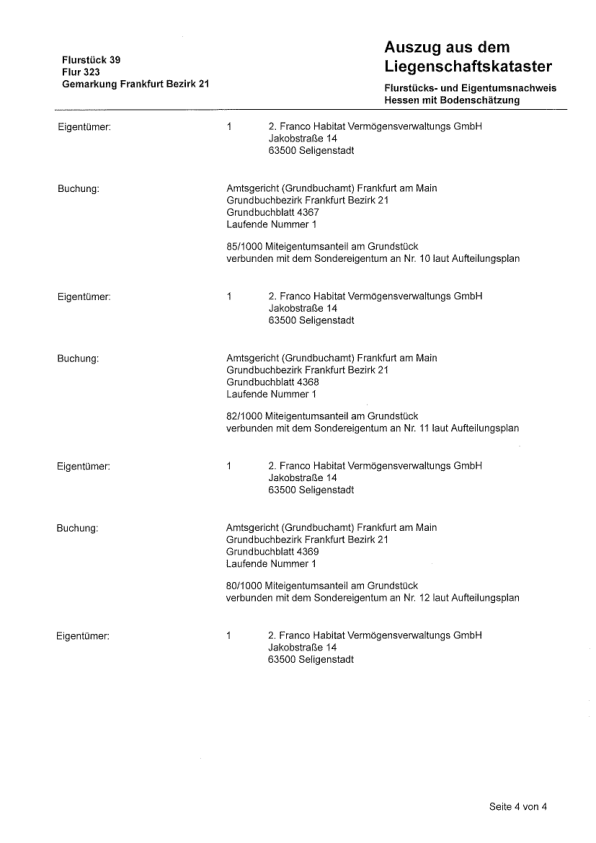 Flurstück 39
Flur 323
Gemarkung Frankfurt Bezirk 21
Auszug aus dem
Liegenschaftskataster
Flurstücks- und Eigentumsnachweis
Hessen mit Bodenschätzung
Eigentümer: 1 2. Franco Habitat Vermögensverwaltungs GmbH
Jakobstraße 14
63500 Seligenstadt
Buchung: Amtsgericht (Grundbuchamt) Frankfurt am Main
Grundbuchbezirk Frankfurt Bezirk 21
Grundbuchblatt 4367
Laufende Nummer 1
85/1000 Miteigentumsanteil am Grundstück
verbunden mit dem Sondereigentum an Nr. 10 laut Aufteilungsplan
Eigentümer: 1 2. Franco Habitat Vermögensverwaltungs GmbH
Jakobstraße 14
63500 Seligenstadt
Buchung: Amtsgericht (Grundbuchamt) Frankfurt am Main
Grundbuchbezirk Frankfurt Bezirk 21
Grundbuchblatt 4368
Laufende Nummer 1
82/1000 Miteigentumsanteil am Grundstück
verbunden mit dem Sondereigentum an Nr. 11 laut Aufteilungsplan
Eigentümer: 1 2. Franco Habitat Vermögensverwaltungs GmbH
Jakobstraße 14
63500 Seligenstadt
Buchung: Amtsgericht (Grundbuchamt) Frankfurt am Main
Grundbuchbezirk Frankfurt Bezirk 21
Grundbuchblatt 4369
Laufende Nummer 1
80/1000 Miteigentumsanteil am Grundstück
verbunden mit dem Sondereigentum an Nr. 12 laut Aufteilungsplan
Eigentümer: 1 2. Franco Habitat Vermögensverwaltungs GmbH
Jakobstraße 14
63500 Seligenstadt
Seite 4 von 4